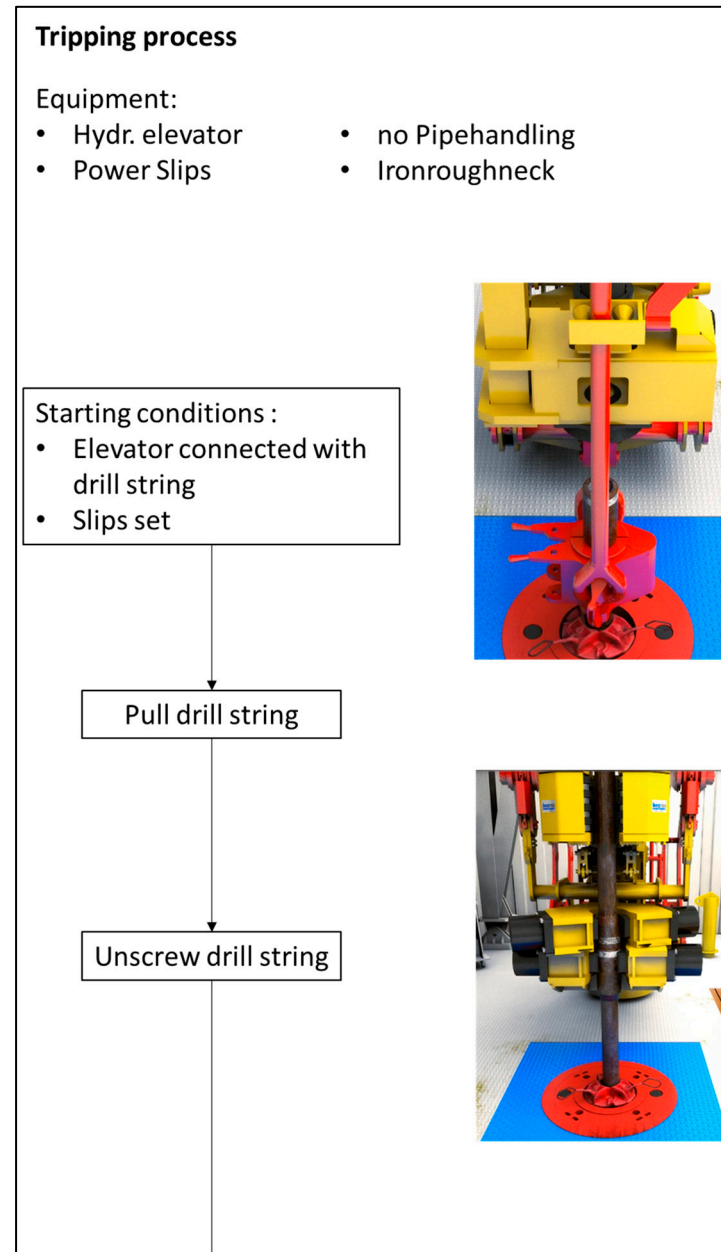 Tripping process
Equipment:
• Hydr. elevator
• Power Slips
• no Pipehandling
• Ironroughneck
Starting conditions :
• Elevator connected with
drill string
• Slips set
Pull drill string
Unscrew drill string